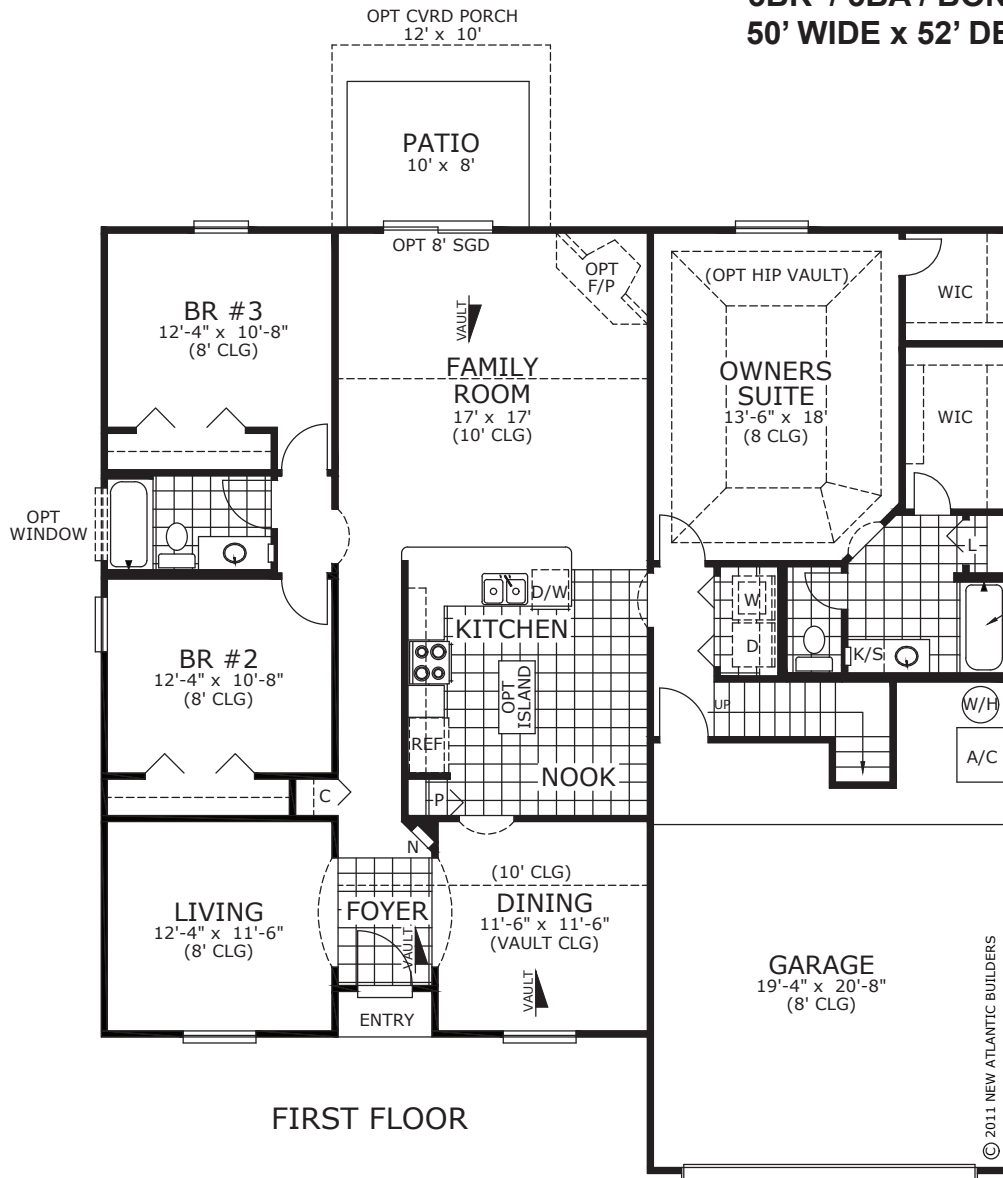 OPT CVRD PORCH
12' x 10'
50' WIDE x 52'
PATIO
10' x 8'
OPT 8' SGD
OPT
F/P
(OPT HIP VAULT)
WIC
BR #3
12'-4" x 10'-8"
(8' CLG)
VAULT
FAMILY
ROOM
17' x 17'
(10' CLG)
OWNERS
SUITE
13'-6" x 18'
(8 CLG)
WIC
OPT
WINDOW
L
D/W
W
KITCHEN
D
K/S
BR #2
12'-4" x 10'-8"
(8' CLG)
OPT
ISLAND
UP
W/H
REF
A/C
NOOK
C
P
N
(10' CLG)
LIVING
12'-4" x 11'-6"
(8' CLG)
FOYER
VAULT
DINING
11'-6" x 11'-6"
(VAULT CLG)
VAULT
GARAGE
19'-4" x 20'-8"
(8' CLG)
ENTRY
© 2011 NEW ATLANTIC BUILDERS
FIRST FLOOR